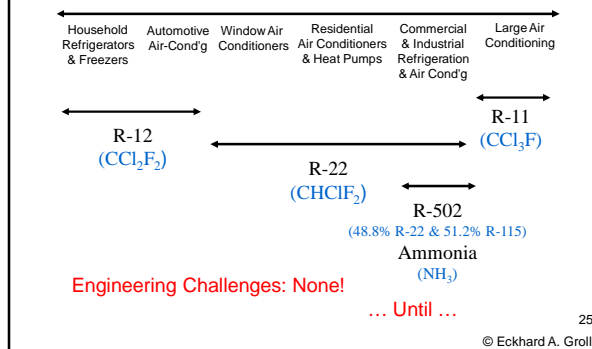 Household
Refrigerators
& Freezers
Automotive
Air-Cond'g
Window Air
Conditioners
Residential
Air Conditioners
& Heat Pumps
Commercial
& Industrial
Refrigeration
& Air Cond'g
Large Air
Conditioning
R-12
(CCl₂F₂)
R-22
(CHClF₂)
R-11
(CCl₃F)
R-502
(48.8% R-22 & 51.2% R-115)
Ammonia
(NH₃)
Engineering Challenges: None!
… Until …
25
© Eckhard A. Groll